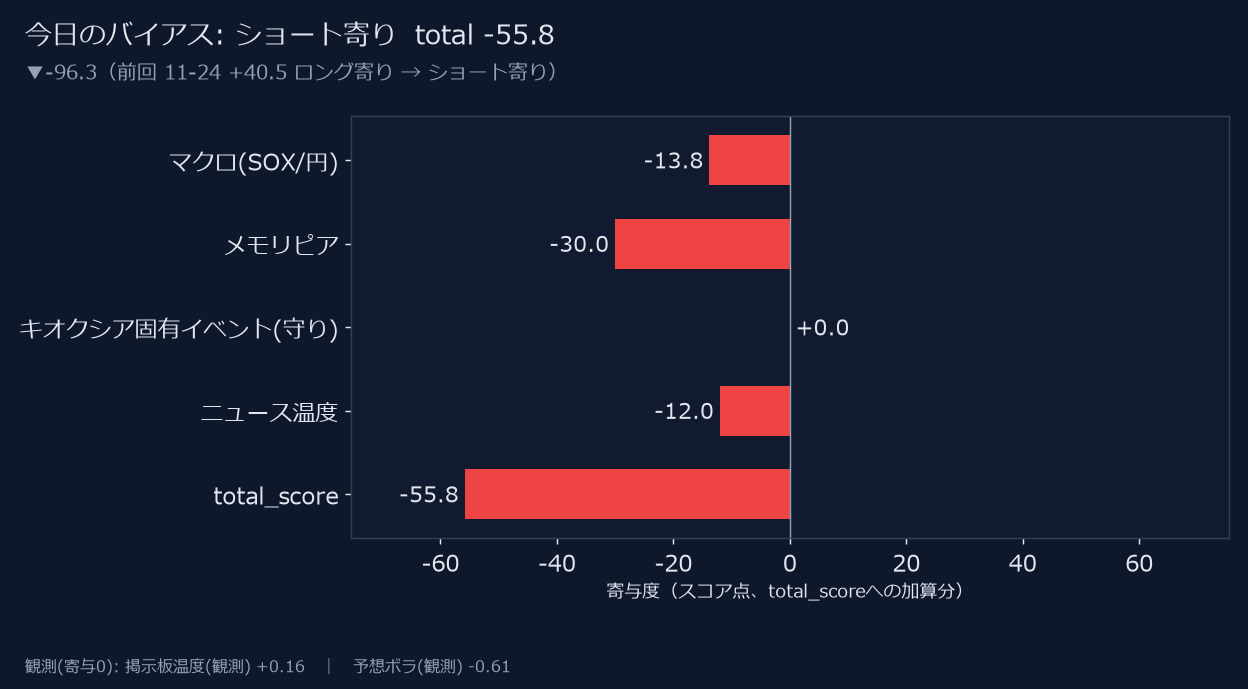 今日のバイアス: ショート寄り  total -55.8
▼-96.3（前回 11-24 +40.5 ロング寄り → ショート寄り）
マクロ(SOX/円)
-13.8
メモリピア
-30.0
キオクシア固有イベント(守り)
+0.0
ニュース温度
-12.0
total_score
-55.8
-60 -40 -20 0 20 40 60
寄与度（スコア点、total_scoreへの加算分）
観測(寄与0): 掲示板温度(観測) +0.16 ｜ 予想ボラ(観測) -0.61